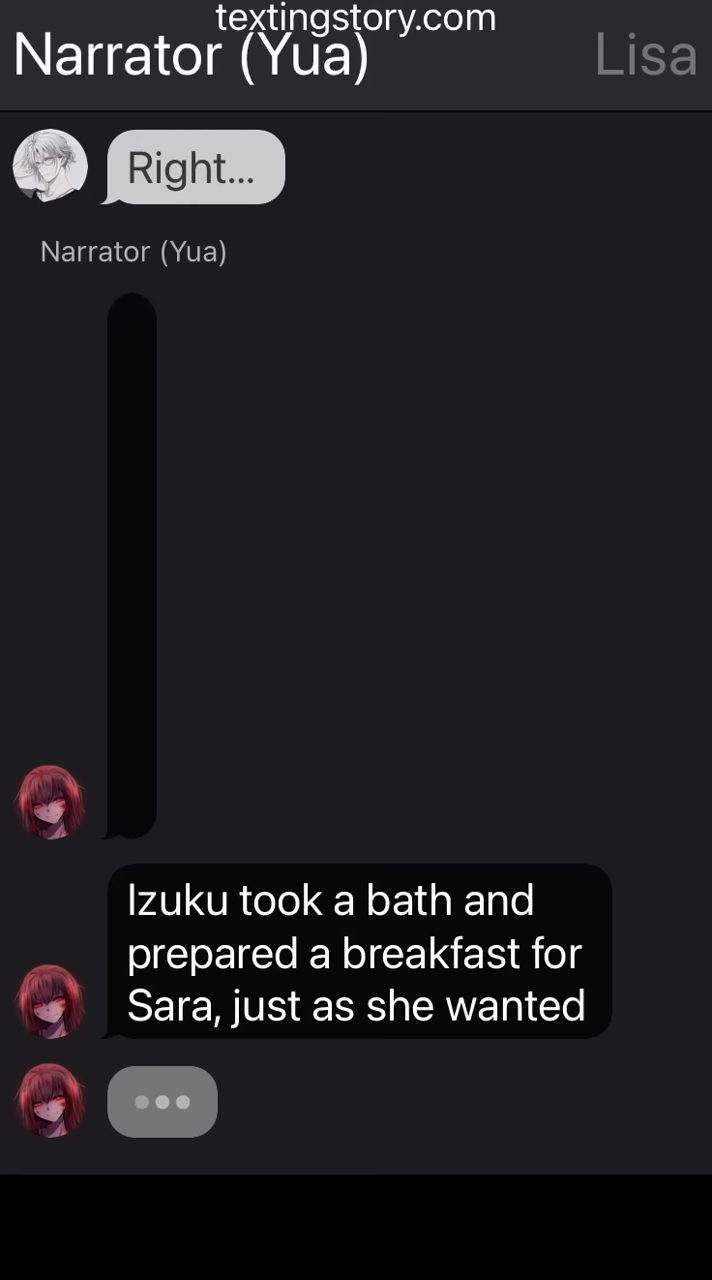 textingstory.com
Narrator (Yua)
Lisa
Right...
Narrator (Yua)
Izuku took a bath and
prepared a breakfast for
Sara, just as she wanted